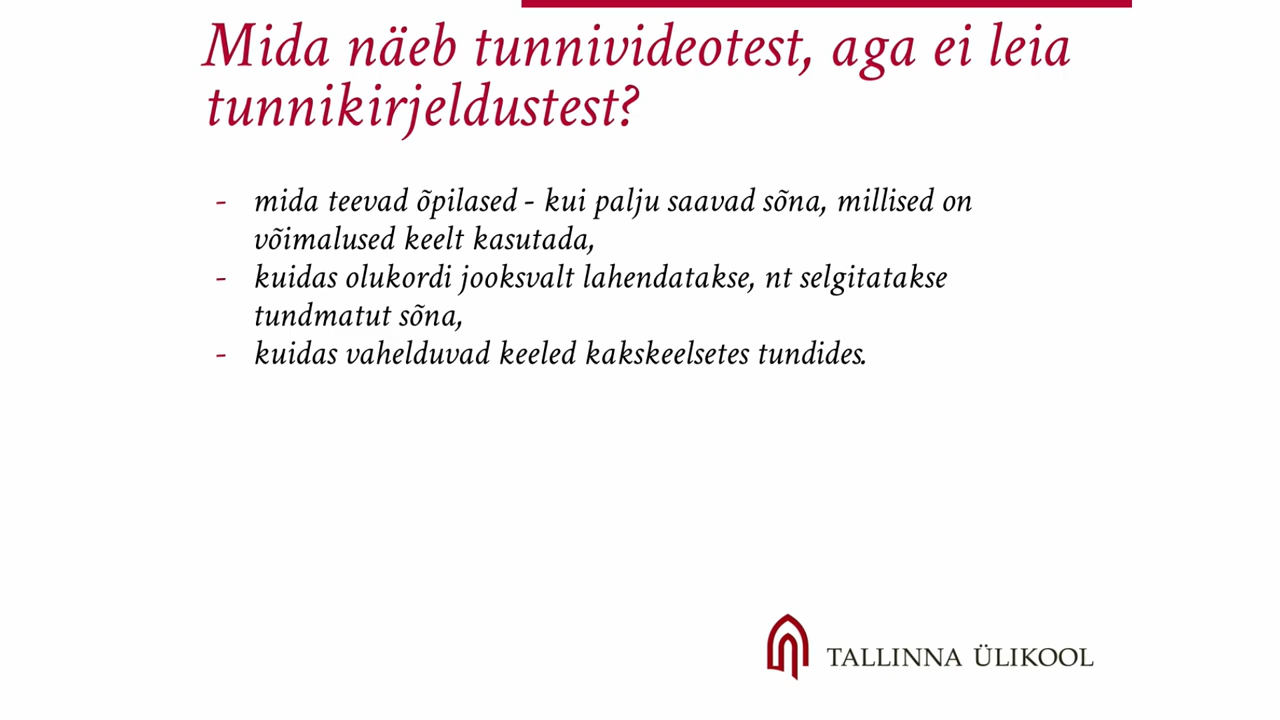 Mida näeb tunnivideotest, aga ei leia
tunnikirjeldustest?
- mida teevad õpilased - kui palju saavad sõna, millised on
võimalused keelt kasutada,
- kuidas olukordi jooksvalt lahendatakse, nt selgitatakse
tundmatut sõna,
- kuidas vahelduvad keeled kakskeelsetes tundides.
TALLINNA ÜLIKOOL